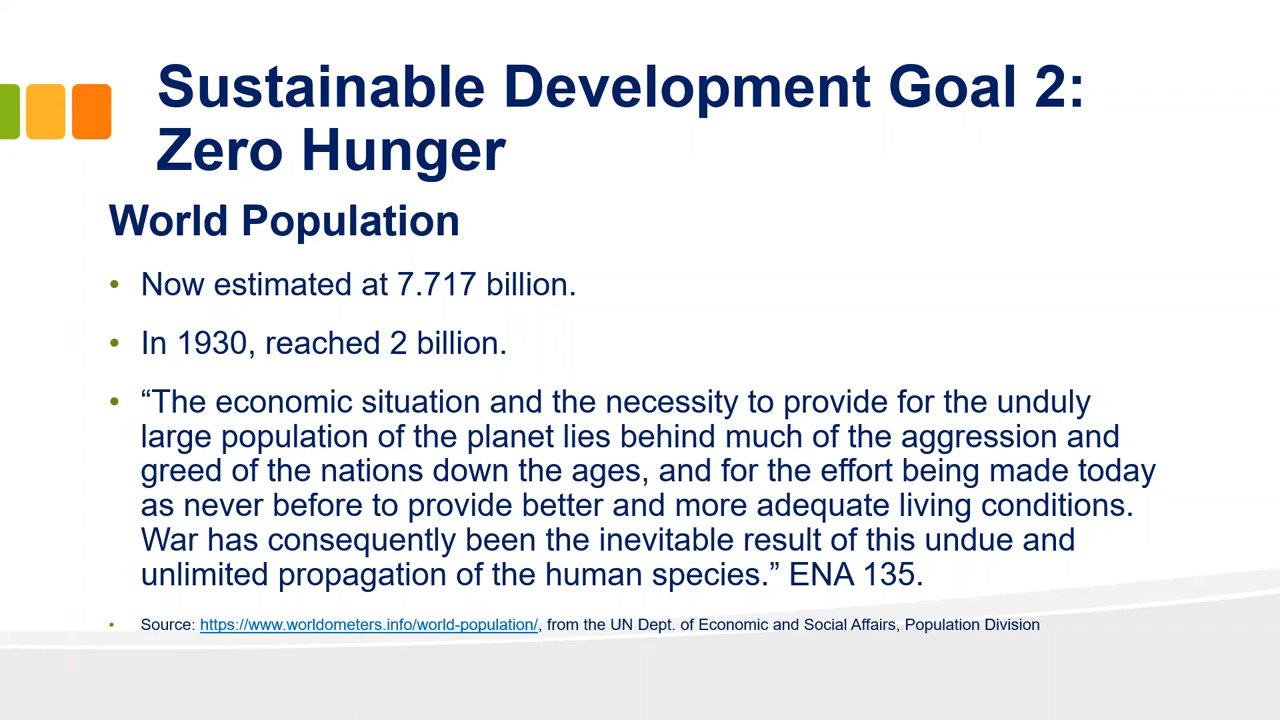 Sustainable Development Goal 2:
Zero Hunger
World Population
• Now estimated at 7.717 billion.
• In 1930, reached 2 billion.
• “The economic situation and the necessity to provide for the unduly
large population of the planet lies behind much of the aggression and
greed of the nations down the ages, and for the effort being made today
as never before to provide better and more adequate living conditions.
War has consequently been the inevitable result of this undue and
unlimited propagation of the human species.” ENA 135.
• Source: https://www.worldometers.info/world-population/, from the UN Dept. of Economic and Social Affairs, Population Division